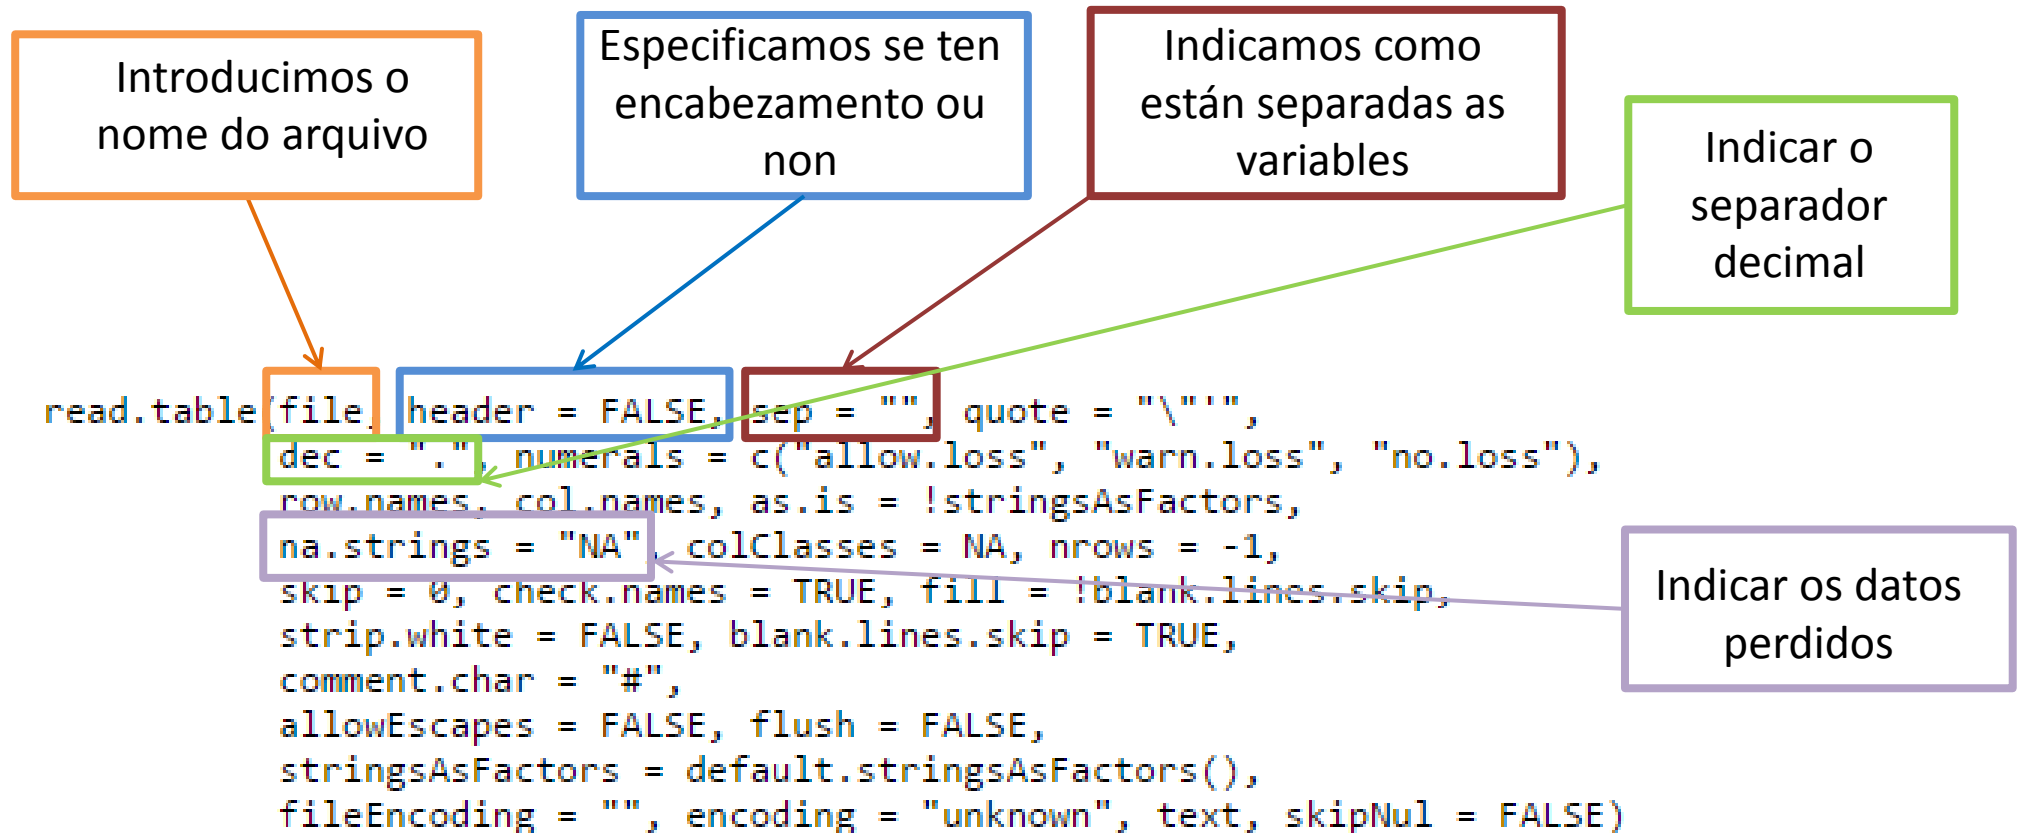 Introducimos o
nome do arquivo
Especificamos se ten
encabezamento ou
non
Indicamos como
están separadas as
variables
Indicar o
separador
decimal
read.table(file, header = FALSE, sep = "", quote = "\"'",
dec = ".", numerals = c("allow.loss", "warn.loss", "no.loss"),
row.names, col.names, as.is = !stringsAsFactors,
na.strings = "NA", colClasses = NA, nrows = -1,
skip = 0, check.names = TRUE, fill = !blank.lines.skip,
strip.white = FALSE, blank.lines.skip = TRUE,
comment.char = "#",
allowEscapes = FALSE, flush = FALSE,
stringsAsFactors = default.stringsAsFactors(),
fileEncoding = "", encoding = "unknown", text, skipNul = FALSE)
Indicar os datos
perdidos